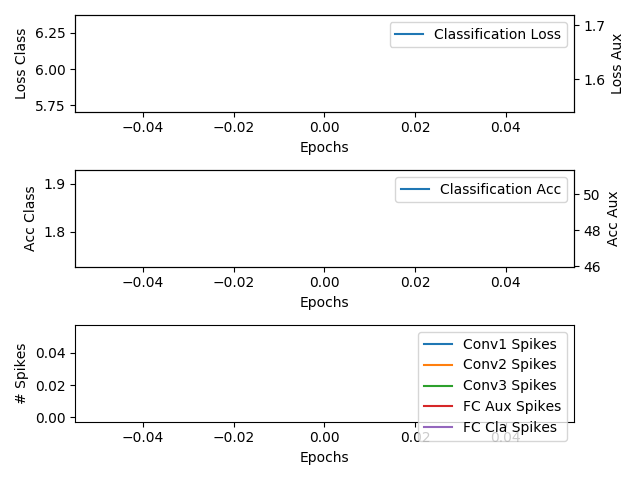 Loss Class
6.25
6.00
5.75
Classification Loss
1.7
1.6
Loss Aux
−0.04 −0.02 0.00 0.02 0.04
Epochs
Acc Class
1.9
1.8
Classification Acc
50
48
46
Acc Aux
−0.04 −0.02 0.00 0.02 0.04
Epochs
# Spikes
0.04
0.02
0.00
Conv1 Spikes
Conv2 Spikes
Conv3 Spikes
FC Aux Spikes
FC Cla Spikes
−0.04 −0.02 0.00 0.02 0.04
Epochs